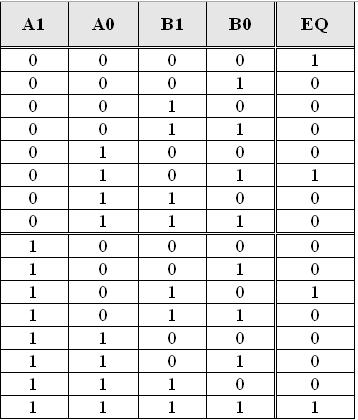 A1 A0 B1 B0 EQ
0 0 0 0 1
0 0 0 1 0
0 0 1 0 0
0 0 1 1 0
0 1 0 0 0
0 1 0 1 1
0 1 1 0 0
0 1 1 1 0
1 0 0 0 0
1 0 0 1 0
1 0 1 0 1
1 0 1 1 0
1 1 0 0 0
1 1 0 1 0
1 1 1 0 0
1 1 1 1 1